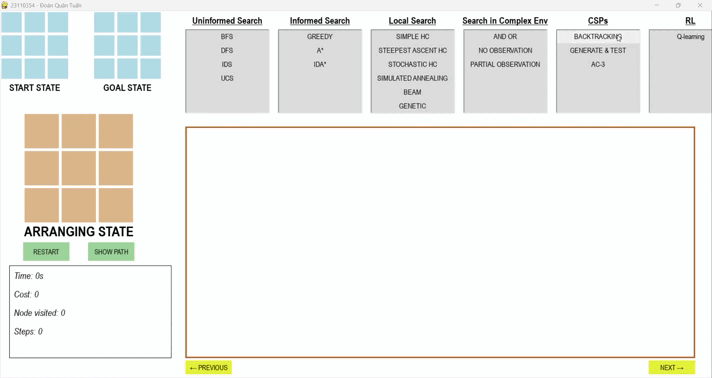 23110354 - Đoàn Quân Tuấn
Uninformed Search
Informed Search
Local Search
Search in Complex Env
CSPs
RL
BFS
GREEDY
SIMPLE HC
AND OR
BACKTRACKING
Q-learning
DFS
A*
STEEPEST ASCENT HC
NO OBSERVATION
GENERATE & TEST
IDS
IDA*
STOCHASTIC HC
PARTIAL OBSERVATION
AC-3
UCS
SIMULATED ANNEALING
BEAM
GENETIC
START STATE
GOAL STATE
ARRANGING STATE
RESTART
SHOW PATH
Time: 0s
Cost: 0
Node visited: 0
Steps: 0
← PREVIOUS
NEXT →